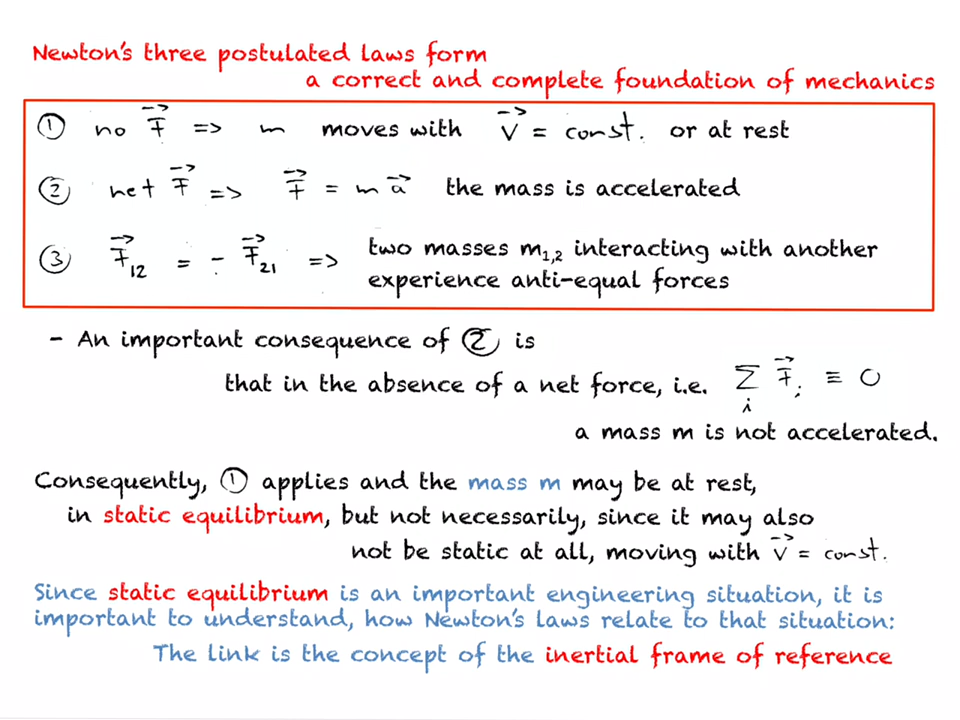 Newton's three postulated laws form
a correct and complete foundation of mechanics
① no F⃗ => m moves with v⃗ = const. or at rest
② net F⃗ => F⃗ = m a⃗ the mass is accelerated
③ F⃗₁₂ = - F⃗₂₁ => two masses m₁,₂ interacting with another
experience anti-equal forces
- An important consequence of ② is
that in the absence of a net force, i.e. Σᵢ F⃗ᵢ ≡ 0
a mass m is not accelerated.
Consequently, ① applies and the mass m may be at rest,
in static equilibrium, but not necessarily, since it may also
not be static at all, moving with v⃗ = const.
Since static equilibrium is an important engineering situation, it is
important to understand, how Newton's laws relate to that situation:
The link is the concept of the inertial frame of reference